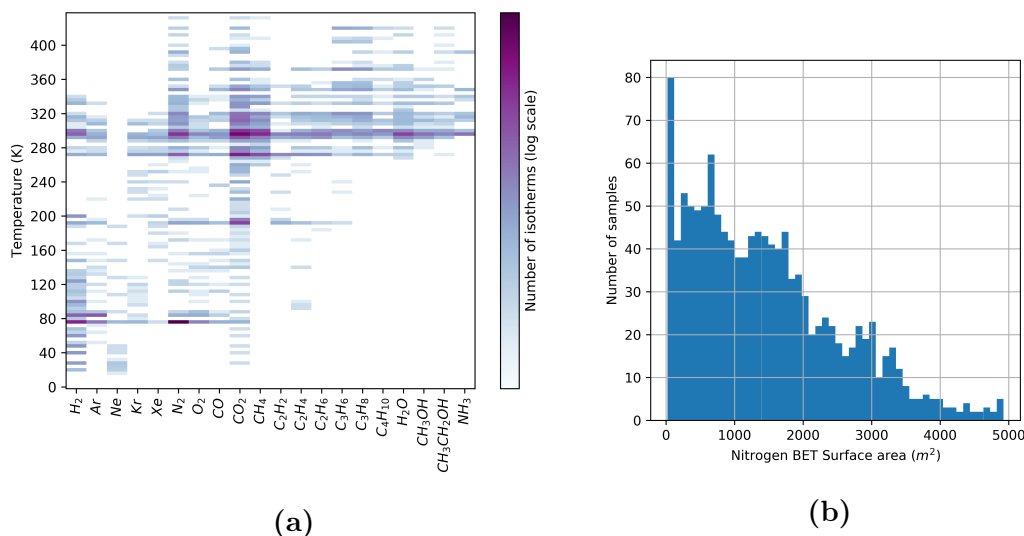 400
360
320
280
240
200
160
120
80
40
0
Temperature (K)
H₂ Ar Ne Kr Xe N₂ O₂ CO CO₂ CH₄ C₂H₂ C₂H₄ C₂H₆ C₃H₆ C₃H₈ C₄H₁₀ H₂O CH₃OH CH₃CH₂OH NH₃
Number of isotherms (log scale)
(a)
80
70
60
50
40
30
20
10
0
Number of samples
0 1000 2000 3000 4000 5000
Nitrogen BET Surface area (m²)
(b)